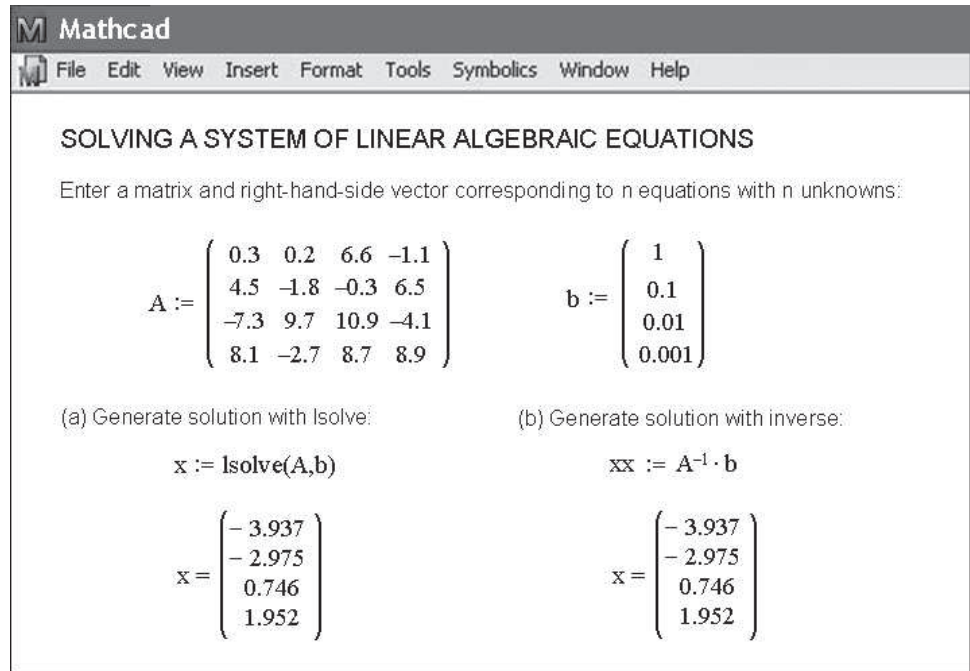 M Mathcad
File Edit View Insert Format Tools Symbolics Window Help
SOLVING A SYSTEM OF LINEAR ALGEBRAIC EQUATIONS
Enter a matrix and right-hand-side vector corresponding to n equations with n unknowns:
A :=
0.3 0.2 6.6 –1.1
4.5 –1.8 –0.3 6.5
–7.3 9.7 10.9 –4.1
8.1 –2.7 8.7 8.9
b :=
1
0.1
0.01
0.001
(a) Generate solution with lsolve:
x := lsolve(A,b)
x =
– 3.937
– 2.975
0.746
1.952
(b) Generate solution with inverse:
xx := A⁻¹ · b
x =
– 3.937
– 2.975
0.746
1.952